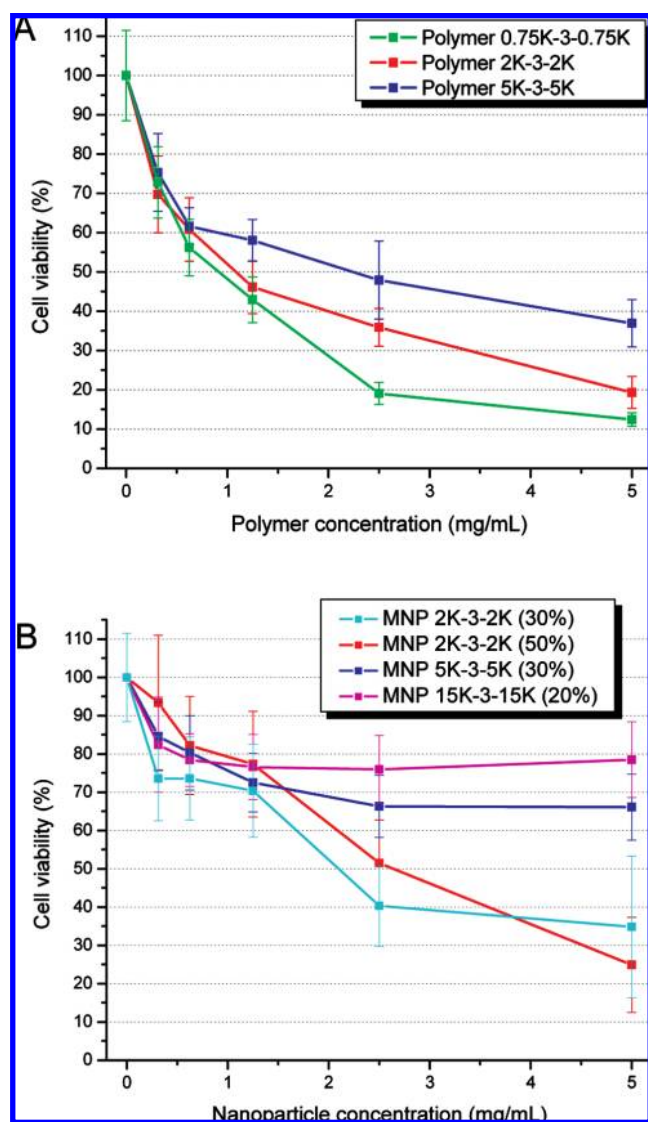 A
Polymer 0.75K-3-0.75K
Polymer 2K-3-2K
Polymer 5K-3-5K
110
100
90
80
70
60
50
40
30
20
10
0
Cell viability (%)
0 1 2 3 4 5
Polymer concentration (mg/mL)
B
MNP 2K-3-2K (30%)
MNP 2K-3-2K (50%)
MNP 5K-3-5K (30%)
MNP 15K-3-15K (20%)
110
100
90
80
70
60
50
40
30
20
10
0
Cell viability (%)
0 1 2 3 4 5
Nanoparticle concentration (mg/mL)